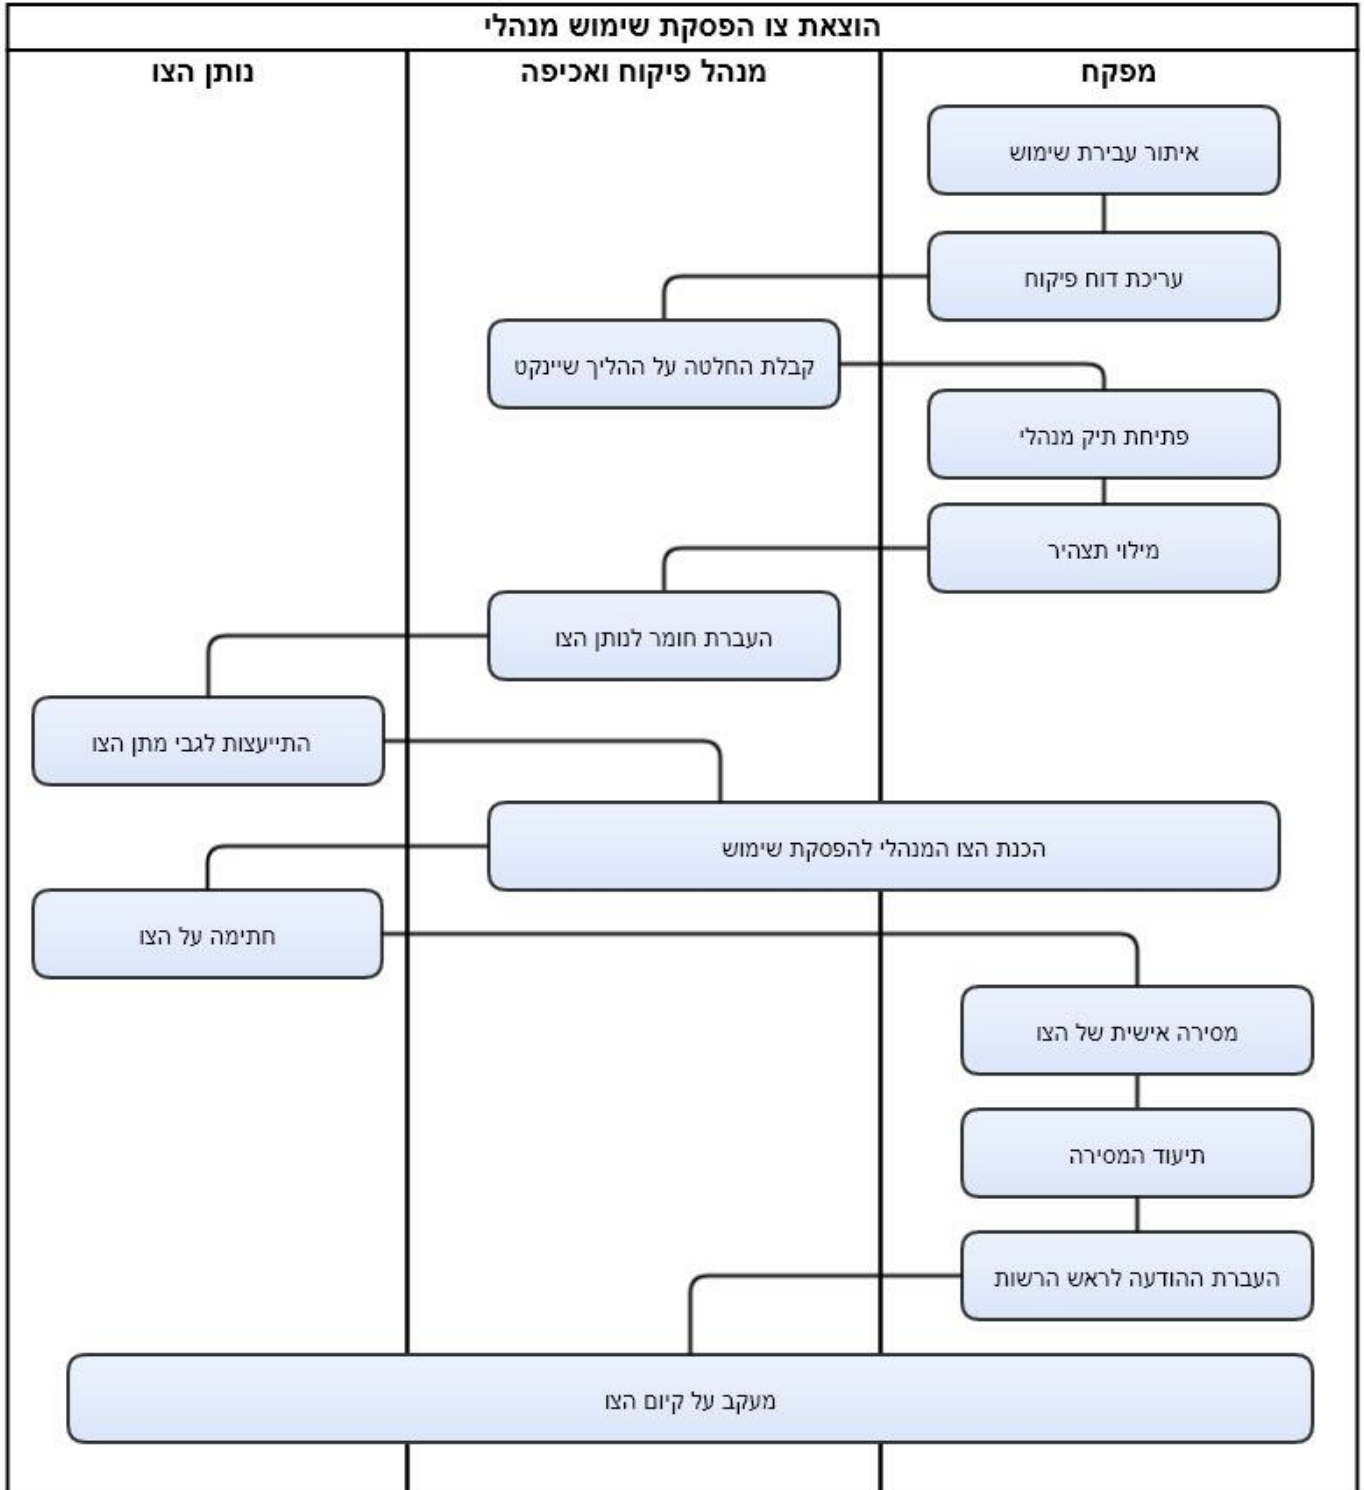 הוצאת צו הפסקת שימוש מנהלי
מפקח
מנהל פיקוח ואכיפה
נותן הצו
איתור עבירת שימוש
עריכת דוח פיקוח
קבלת החלטה על ההליך שיינקט
פתיחת תיק מנהלי
מילוי תצהיר
העברת חומר לנותן הצו
התייעצות לגבי מתן הצו
הכנת הצו המנהלי להפסקת שימוש
חתימה על הצו
מסירה אישית של הצו
תיעוד המסירה
העברת ההודעה לראש הרשות
מעקב על קיום הצו